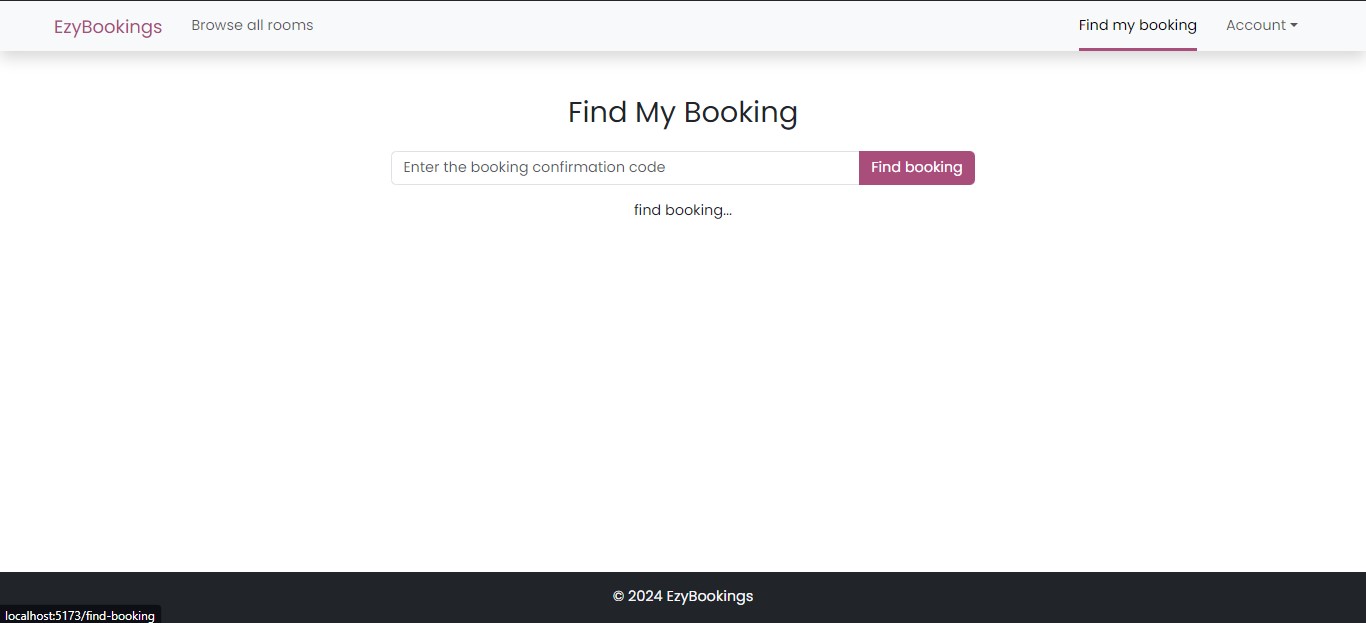 EzyBookings Browse all rooms Find my booking Account
Find My Booking
Enter the booking confirmation code Find booking
find booking...
© 2024 EzyBookings
localhost:5173/find-booking